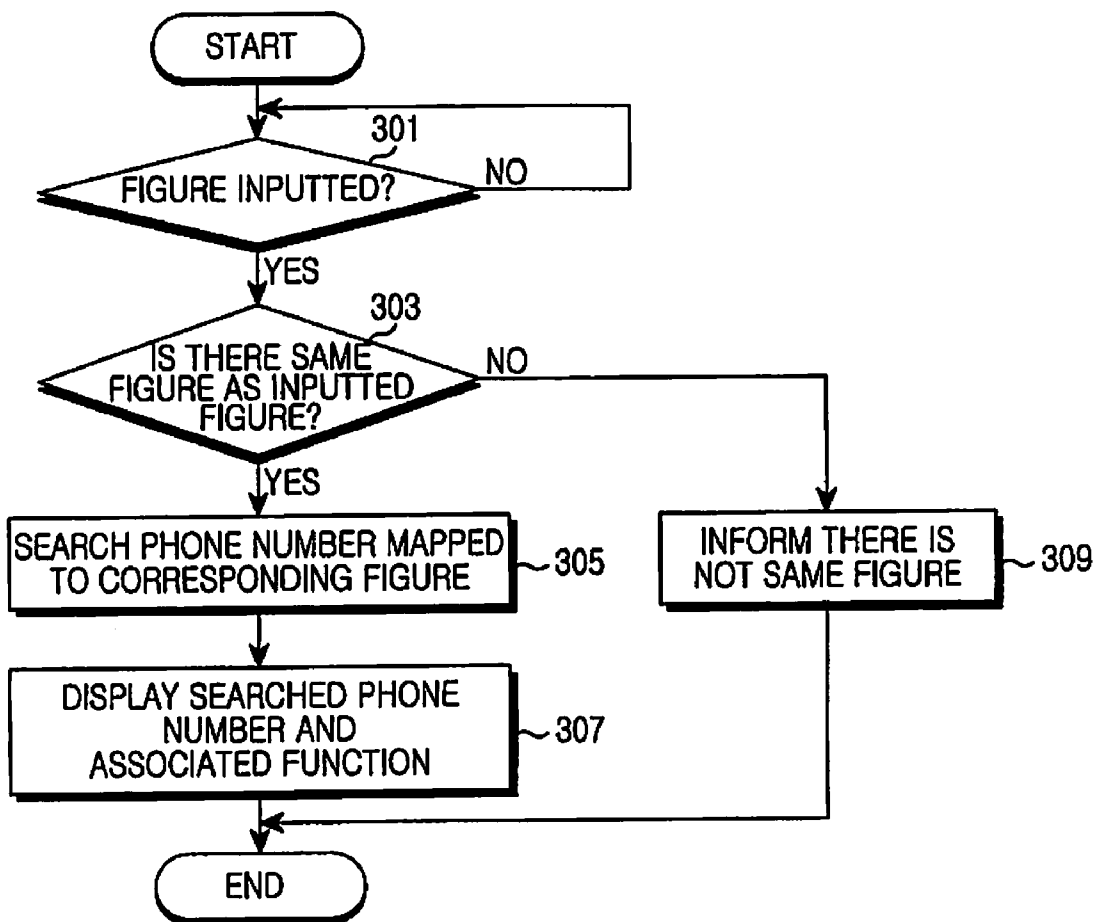 START
301
FIGURE INPUTTED?
NO
YES
303
IS THERE SAME
FIGURE AS INPUTTED
FIGURE?
NO
YES
SEARCH PHONE NUMBER MAPPED
TO CORRESPONDING FIGURE
305
INFORM THERE IS
NOT SAME FIGURE
309
DISPLAY SEARCHED PHONE
NUMBER AND
ASSOCIATED FUNCTION
307
END